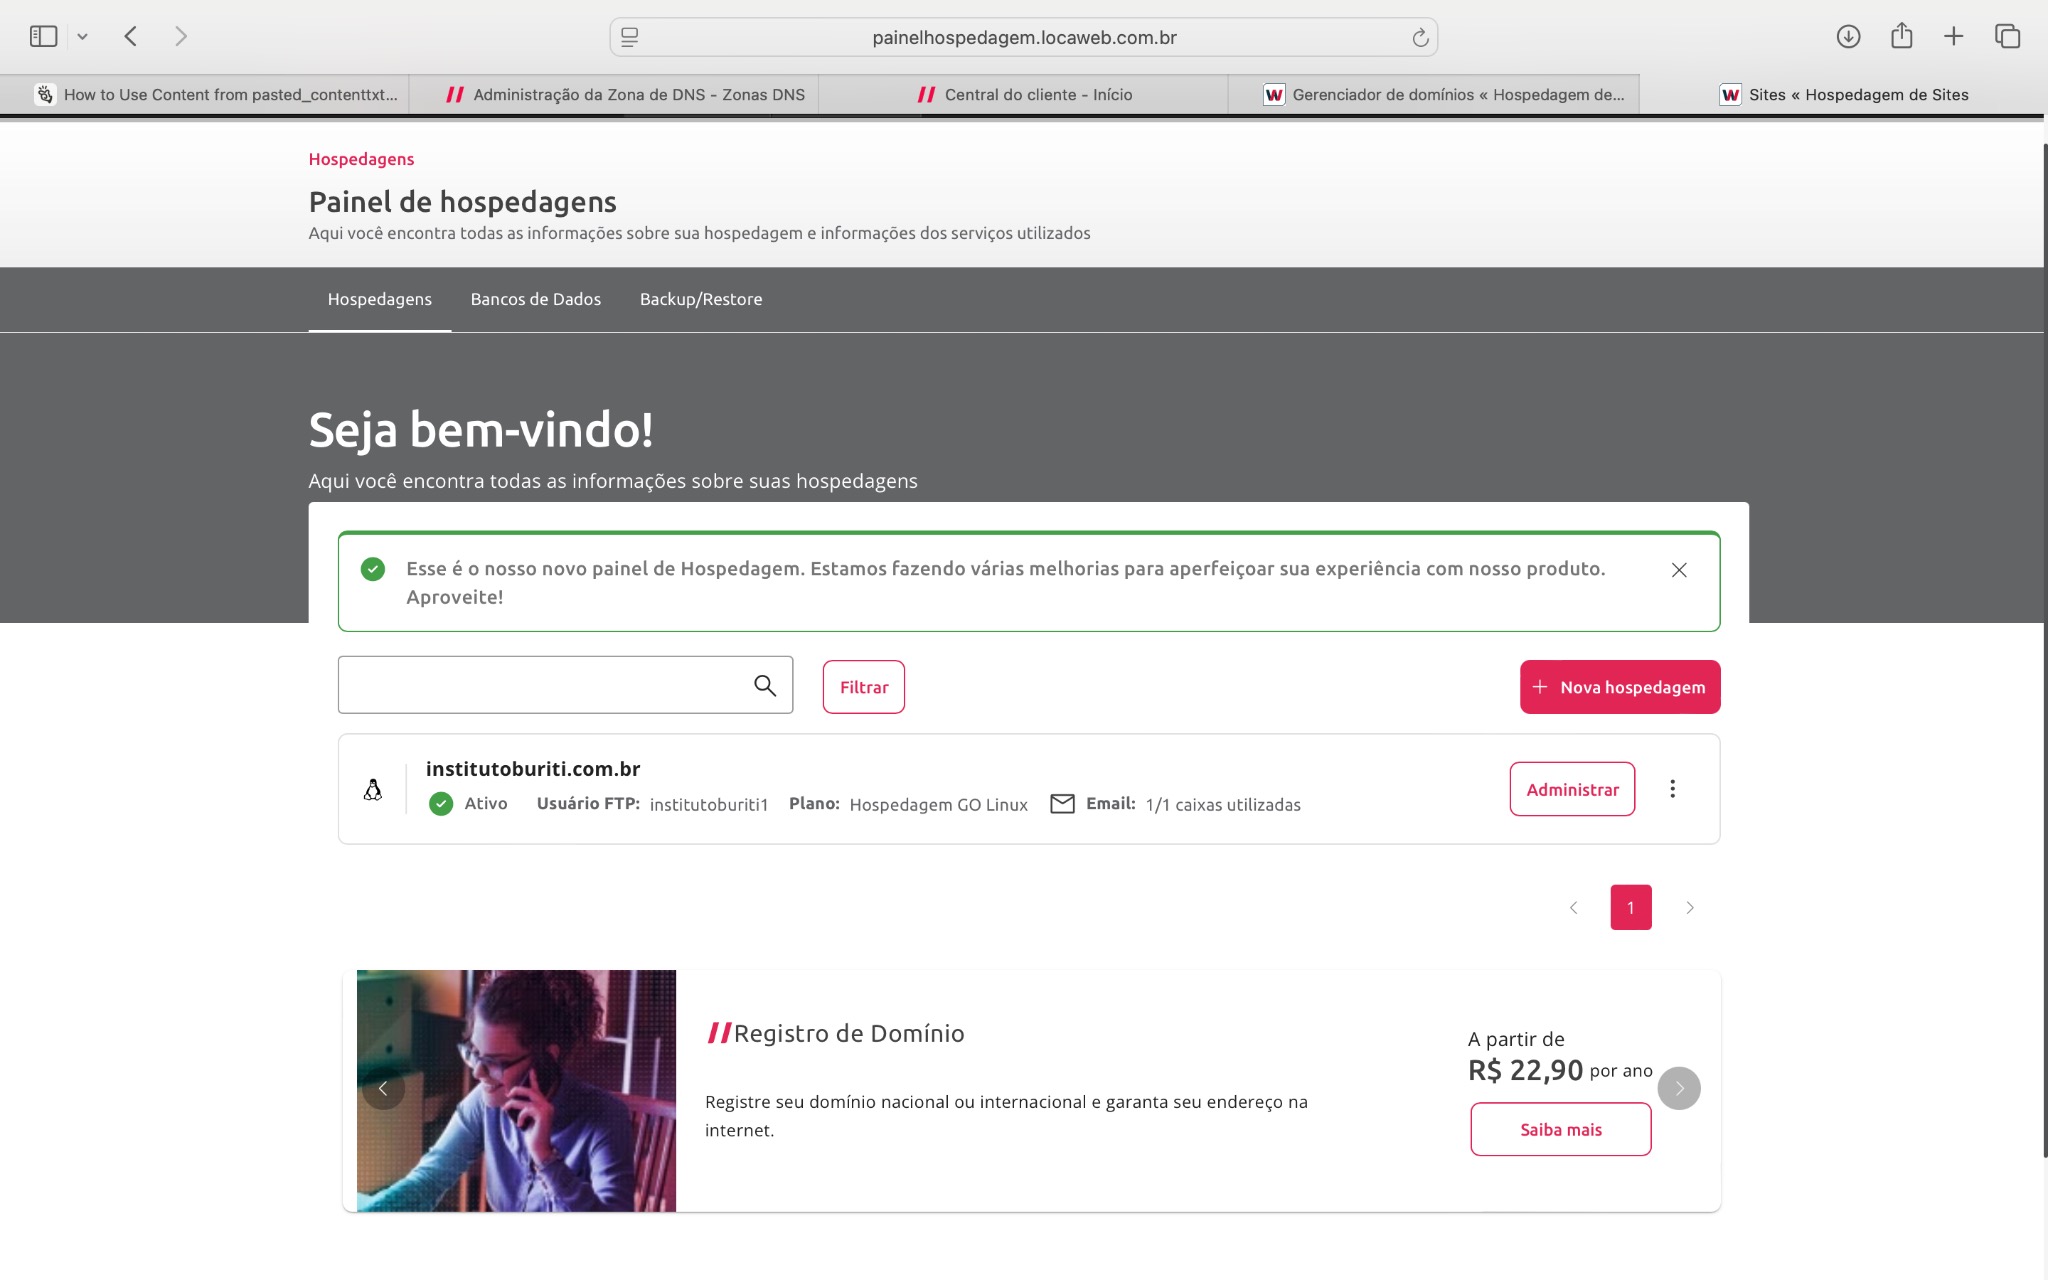 painelhospedagem.locaweb.com.br
How to Use Content from pasted_contenttxt...
Administração da Zona de DNS - Zonas DNS
Central do cliente - Início
Gerenciador de domínios « Hospedagem de...
Sites « Hospedagem de Sites
Hospedagens
Painel de hospedagens
Aqui você encontra todas as informações sobre sua hospedagem e informações dos serviços utilizados
Hospedagens Bancos de Dados Backup/Restore
Seja bem-vindo!
Aqui você encontra todas as informações sobre suas hospedagens
Esse é o nosso novo painel de Hospedagem. Estamos fazendo várias melhorias para aperfeiçoar sua experiência com nosso produto.
Aproveite!
Filtrar
+ Nova hospedagem
institutoburiti.com.br
Ativo Usuário FTP: institutoburiti1 Plano: Hospedagem GO Linux Email: 1/1 caixas utilizadas
Administrar
1
Registro de Domínio
Registre seu domínio nacional ou internacional e garanta seu endereço na
internet.
A partir de
R$ 22,90 por ano
Saiba mais